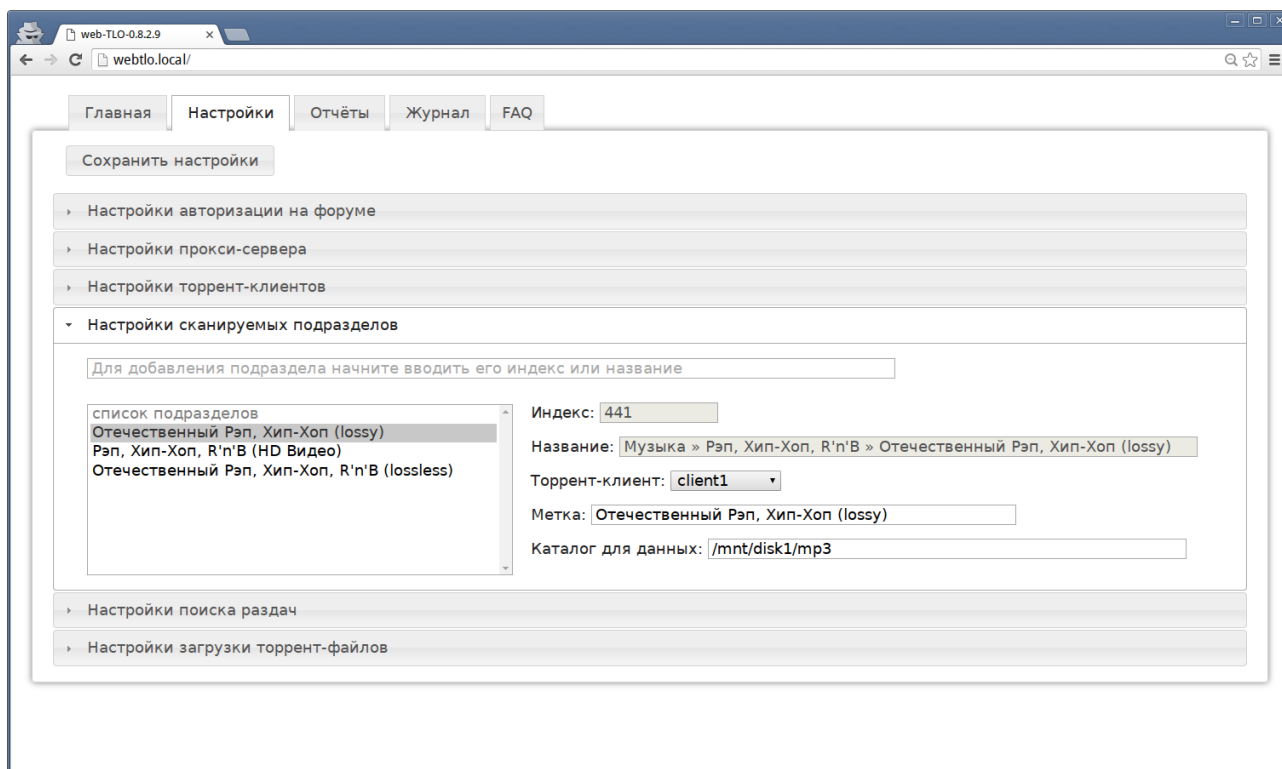 web-TLO-0.8.2.9
webtlo.local/
Главная Настройки Отчёты Журнал FAQ
Сохранить настройки
Настройки авторизации на форуме
Настройки прокси-сервера
Настройки торрент-клиентов
Настройки сканируемых подразделов
Для добавления подраздела начните вводить его индекс или название
список подразделов
Отечественный Рэп, Хип-Хоп (lossy)
Рэп, Хип-Хоп, R'n'B (HD Видео)
Отечественный Рэп, Хип-Хоп, R'n'B (lossless)
Индекс: 441
Название: Музыка » Рэп, Хип-Хоп, R'n'B » Отечественный Рэп, Хип-Хоп (lossy)
Торрент-клиент: client1
Метка: Отечественный Рэп, Хип-Хоп (lossy)
Каталог для данных: /mnt/disk1/mp3
Настройки поиска раздач
Настройки загрузки торрент-файлов